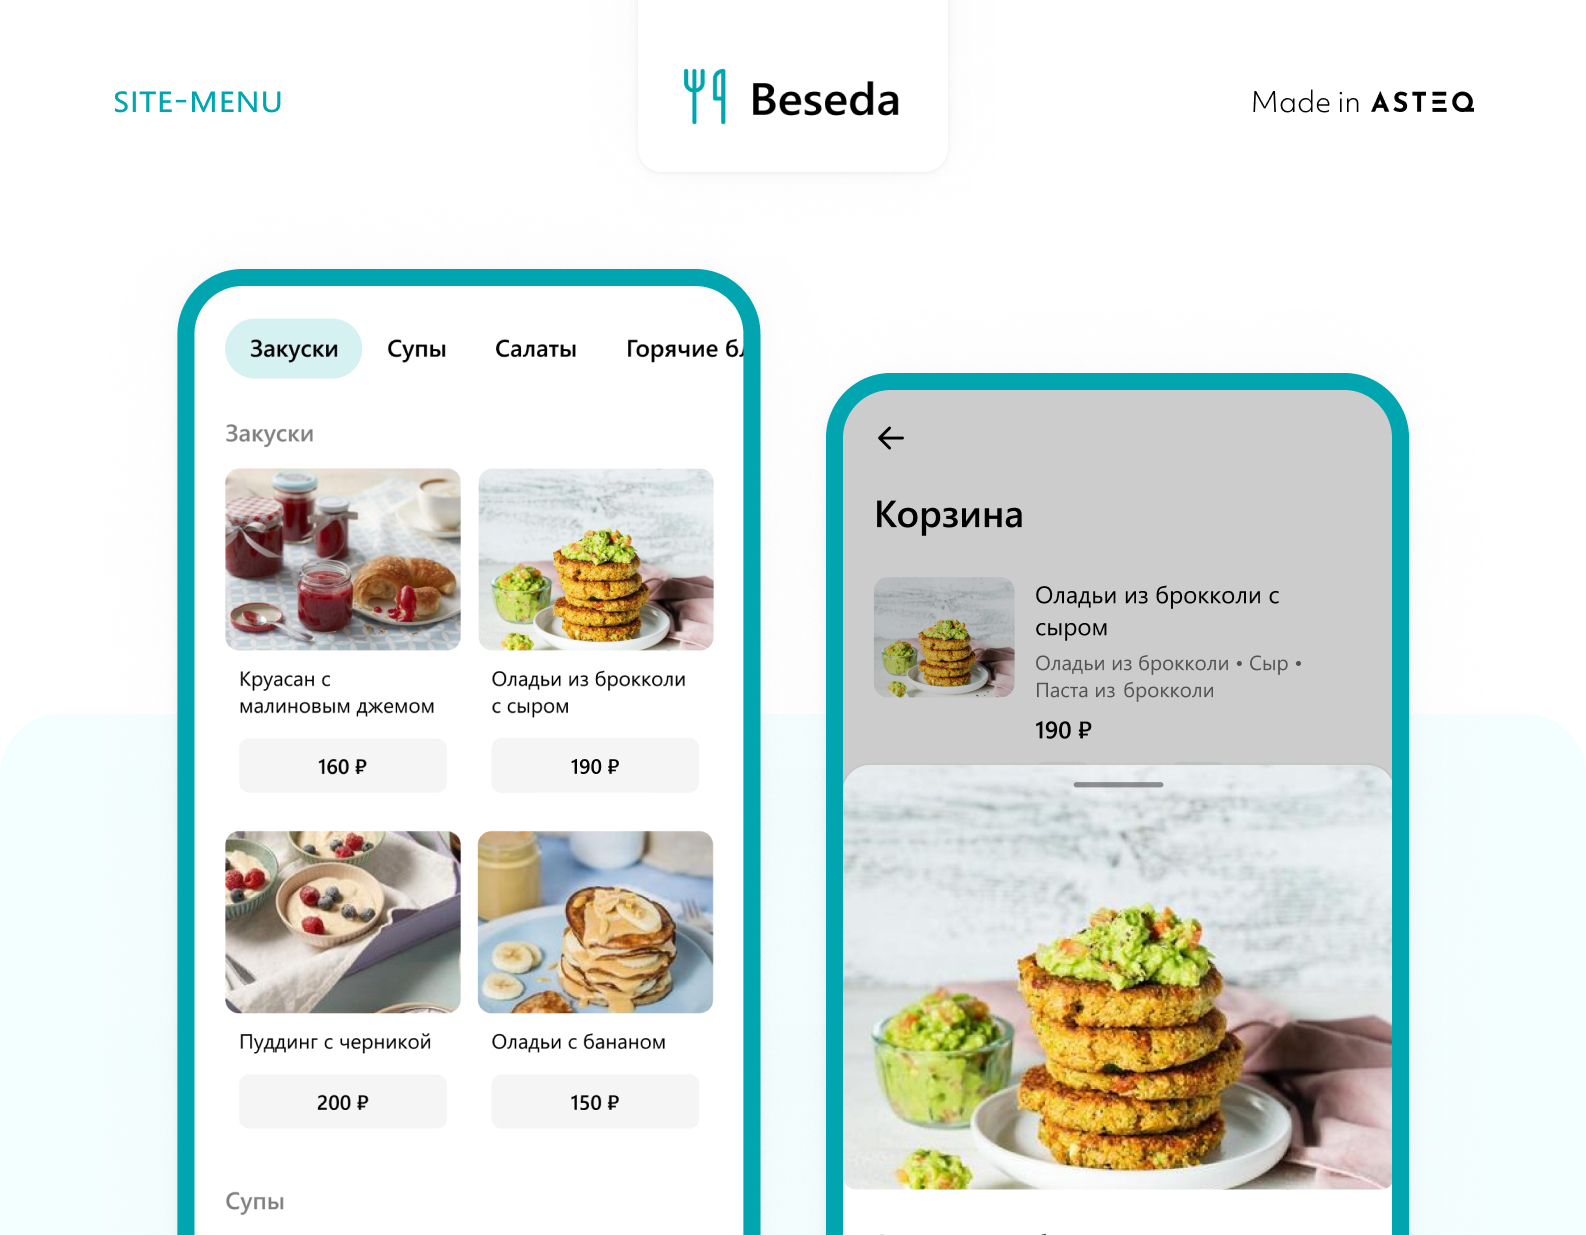 SITE-MENU
Beseda
Made in ASTEQ
Закуски
Супы
Салаты
Горячие
Закуски
Круасан с
малиновым джемом
160 ₽
Оладьи из брокколи
с сыром
190 ₽
Пуддинг с черникой
200 ₽
Оладьи с бананом
150 ₽
Супы
Корзина
Оладьи из брокколи с
сыром
Оладьи из брокколи • Сыр •
Паста из брокколи
190 ₽